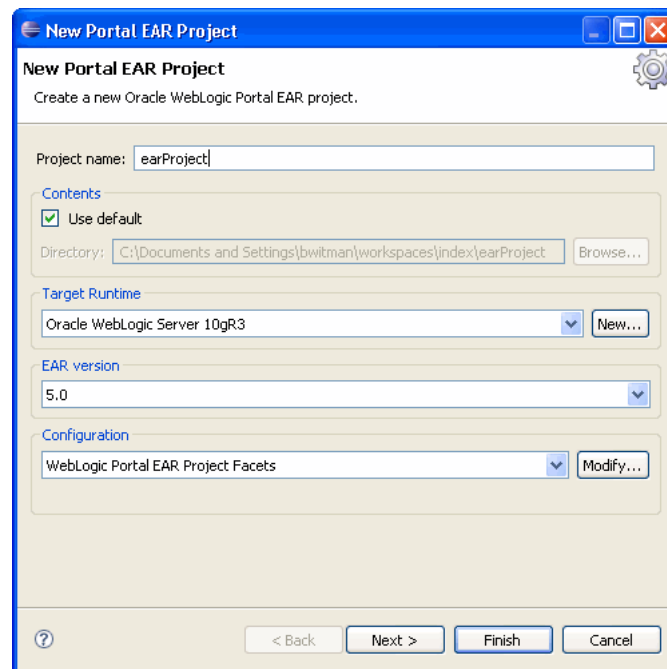 New Portal EAR Project
New Portal EAR Project
Create a new Oracle WebLogic Portal EAR project.
Project name: earProject
Contents
Use default
Directory: C:\Documents and Settings\bwitman\workspaces\index\earProject Browse...
Target Runtime
Oracle WebLogic Server 10gR3 New...
EAR version
5.0
Configuration
WebLogic Portal EAR Project Facets Modify...
? < Back Next > Finish Cancel